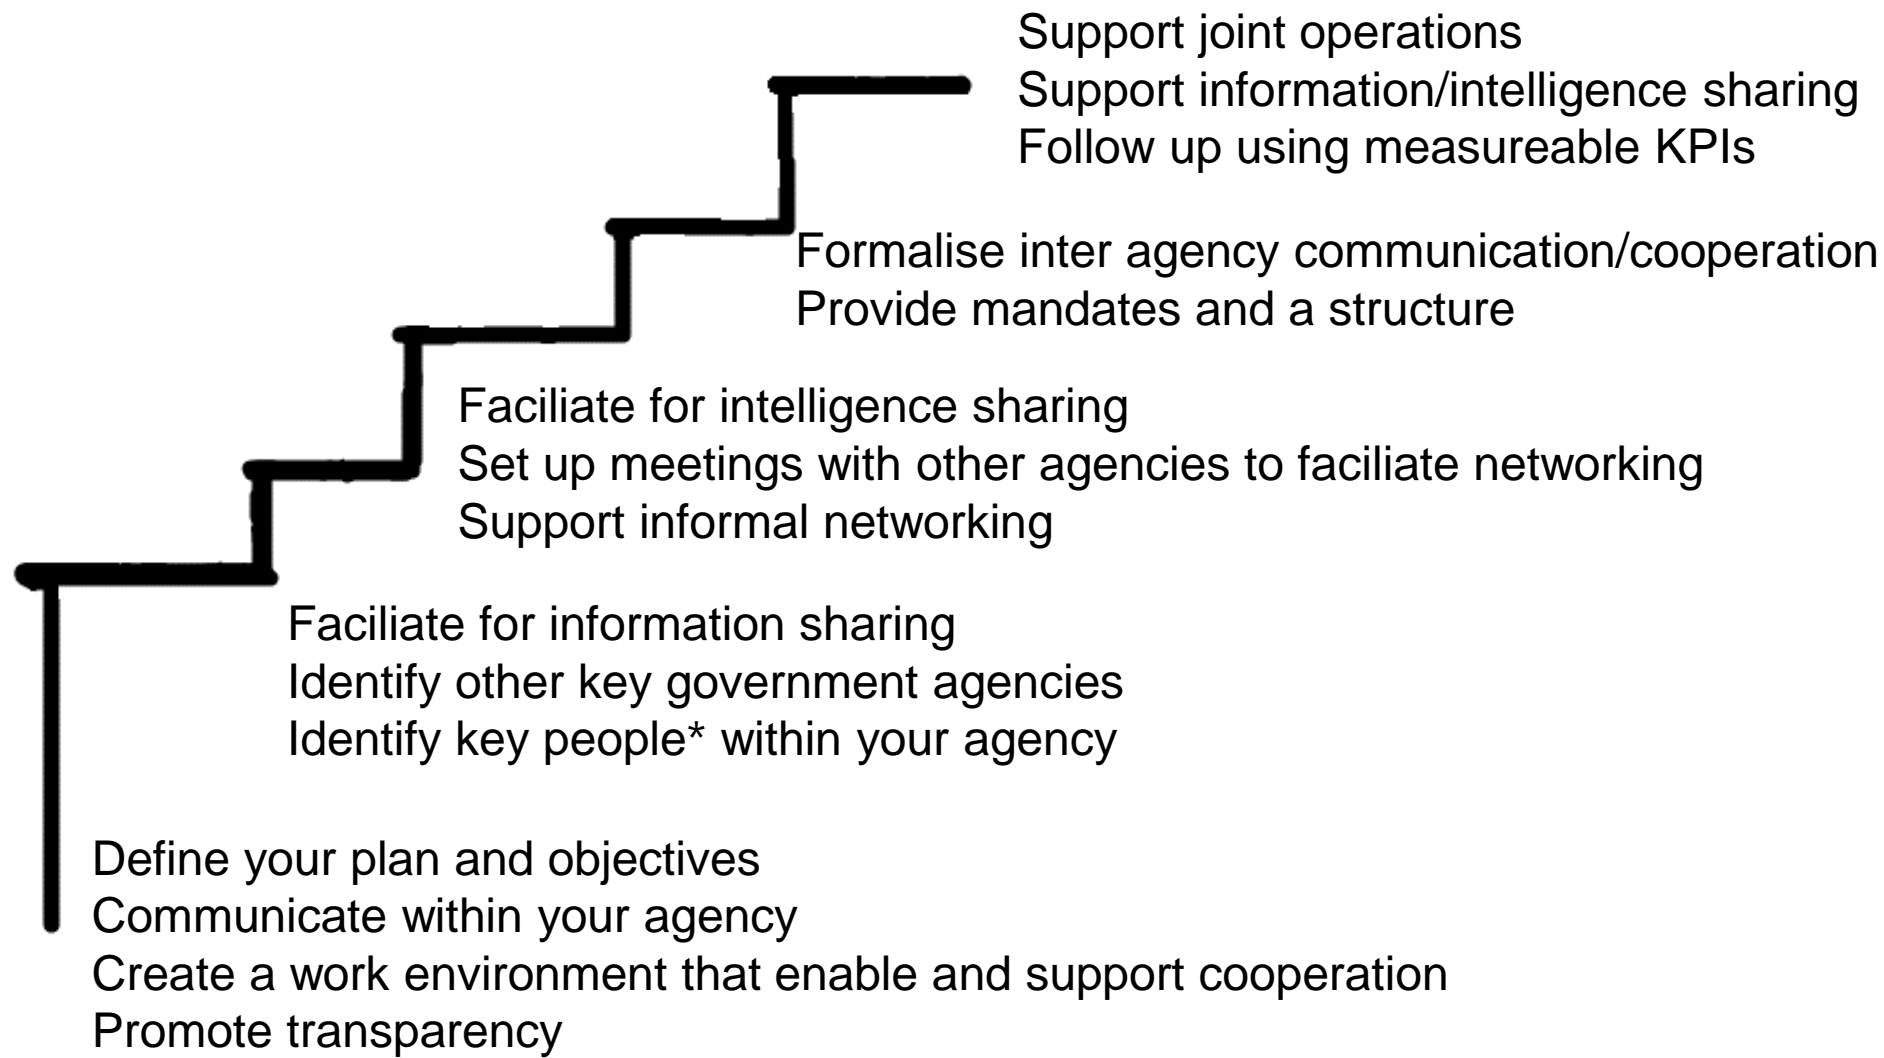 Support joint operations
Support information/intelligence sharing
Follow up using measureable KPIs
Formalise inter agency communication/cooperation
Provide mandates and a structure
Faciliate for intelligence sharing
Set up meetings with other agencies to faciliate networking
Support informal networking
Faciliate for information sharing
Identify other key government agencies
Identify key people* within your agency
Define your plan and objectives
Communicate within your agency
Create a work environment that enable and support cooperation
Promote transparency